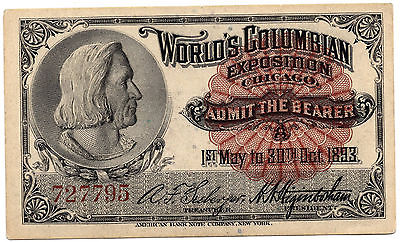 WORLD'S COLUMBIAN
EXPOSITION
CHICAGO,
ADMIT THE BEARER
A
1ST May to 30TH Oct. 1893.
727795
TREASURER.
PRESIDENT.
AMERICAN BANK NOTE COMPANY, NEW YORK.